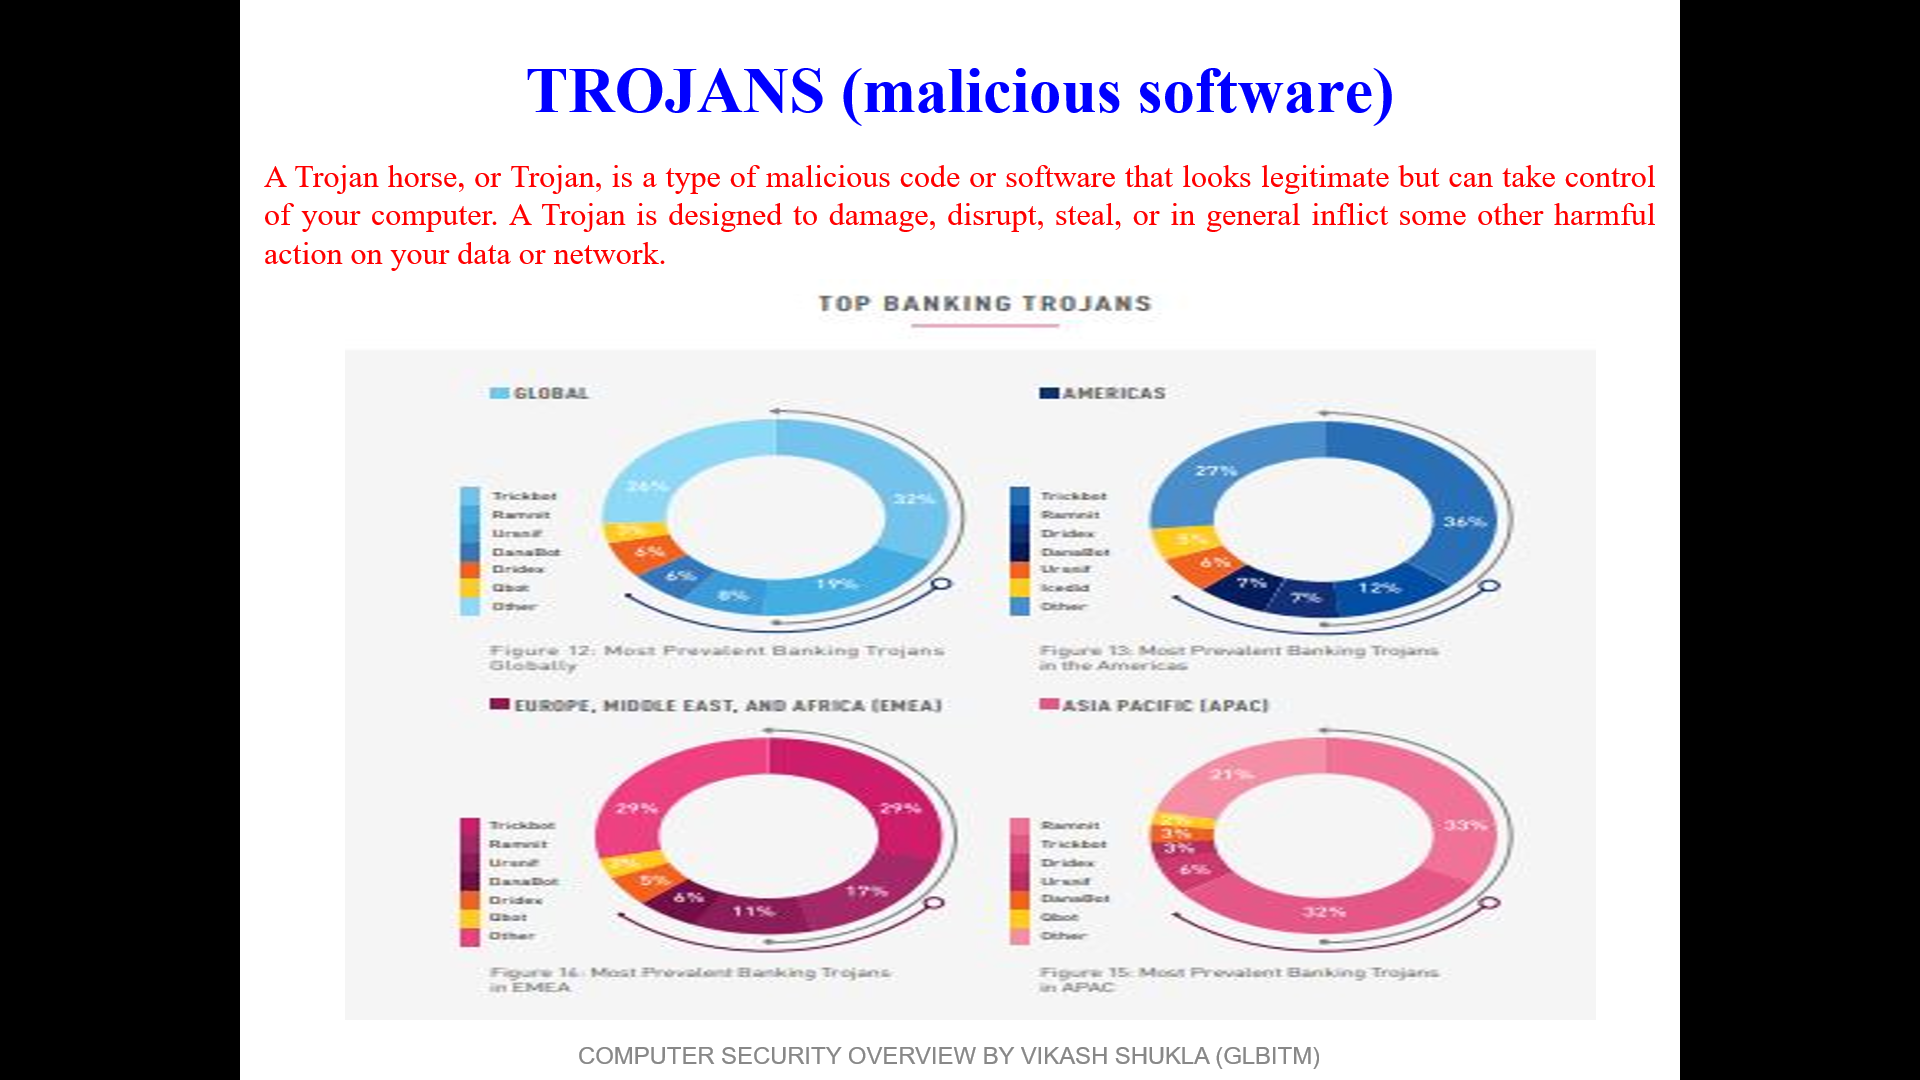 TROJANS (malicious software)
A Trojan horse, or Trojan, is a type of malicious code or software that looks legitimate but can take control
of your computer. A Trojan is designed to damage, disrupt, steal, or in general inflict some other harmful
action on your data or network.
TOP BANKING TROJANS
GLOBAL
Trickbot
Ramnit
Ursnif
DanaBot
Dridex
Qbot
Other
26%
32%
6%
6%
8%
19%
Figure 12: Most Prevalent Banking Trojans
Globally
AMERICAS
Trickbot
Ramnit
Dridex
DanaBot
Ursnif
IcedId
Other
27%
36%
5%
6%
7%
7%
12%
Figure 13: Most Prevalent Banking Trojans
in the Americas
EUROPE, MIDDLE EAST, AND AFRICA (EMEA)
Trickbot
Ramnit
Ursnif
DanaBot
Dridex
Qbot
Other
29%
29%
5%
6%
11%
17%
Figure 14: Most Prevalent Banking Trojans
in EMEA
ASIA PACIFIC (APAC)
Ramnit
Trickbot
Dridex
Ursnif
DanaBot
Qbot
Other
21%
33%
2%
3%
3%
6%
32%
Figure 15: Most Prevalent Banking Trojans
in APAC
COMPUTER SECURITY OVERVIEW BY VIKASH SHUKLA (GLBITM)